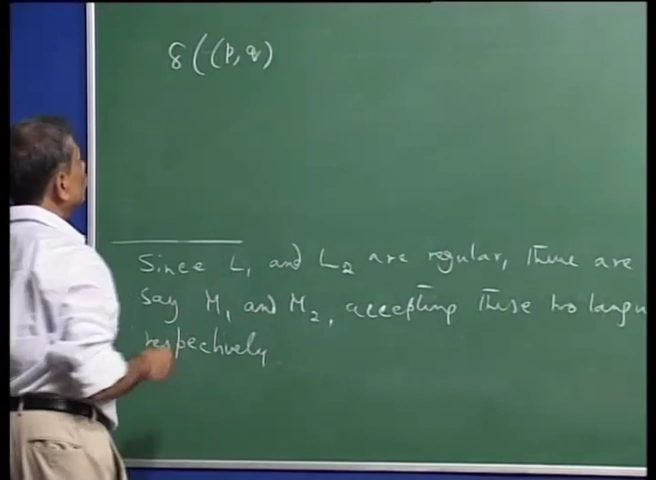 δ((p, q)
Since L₁ and L₂ are regular, there are
say M₁ and M₂, accepting these two langu
respectively.